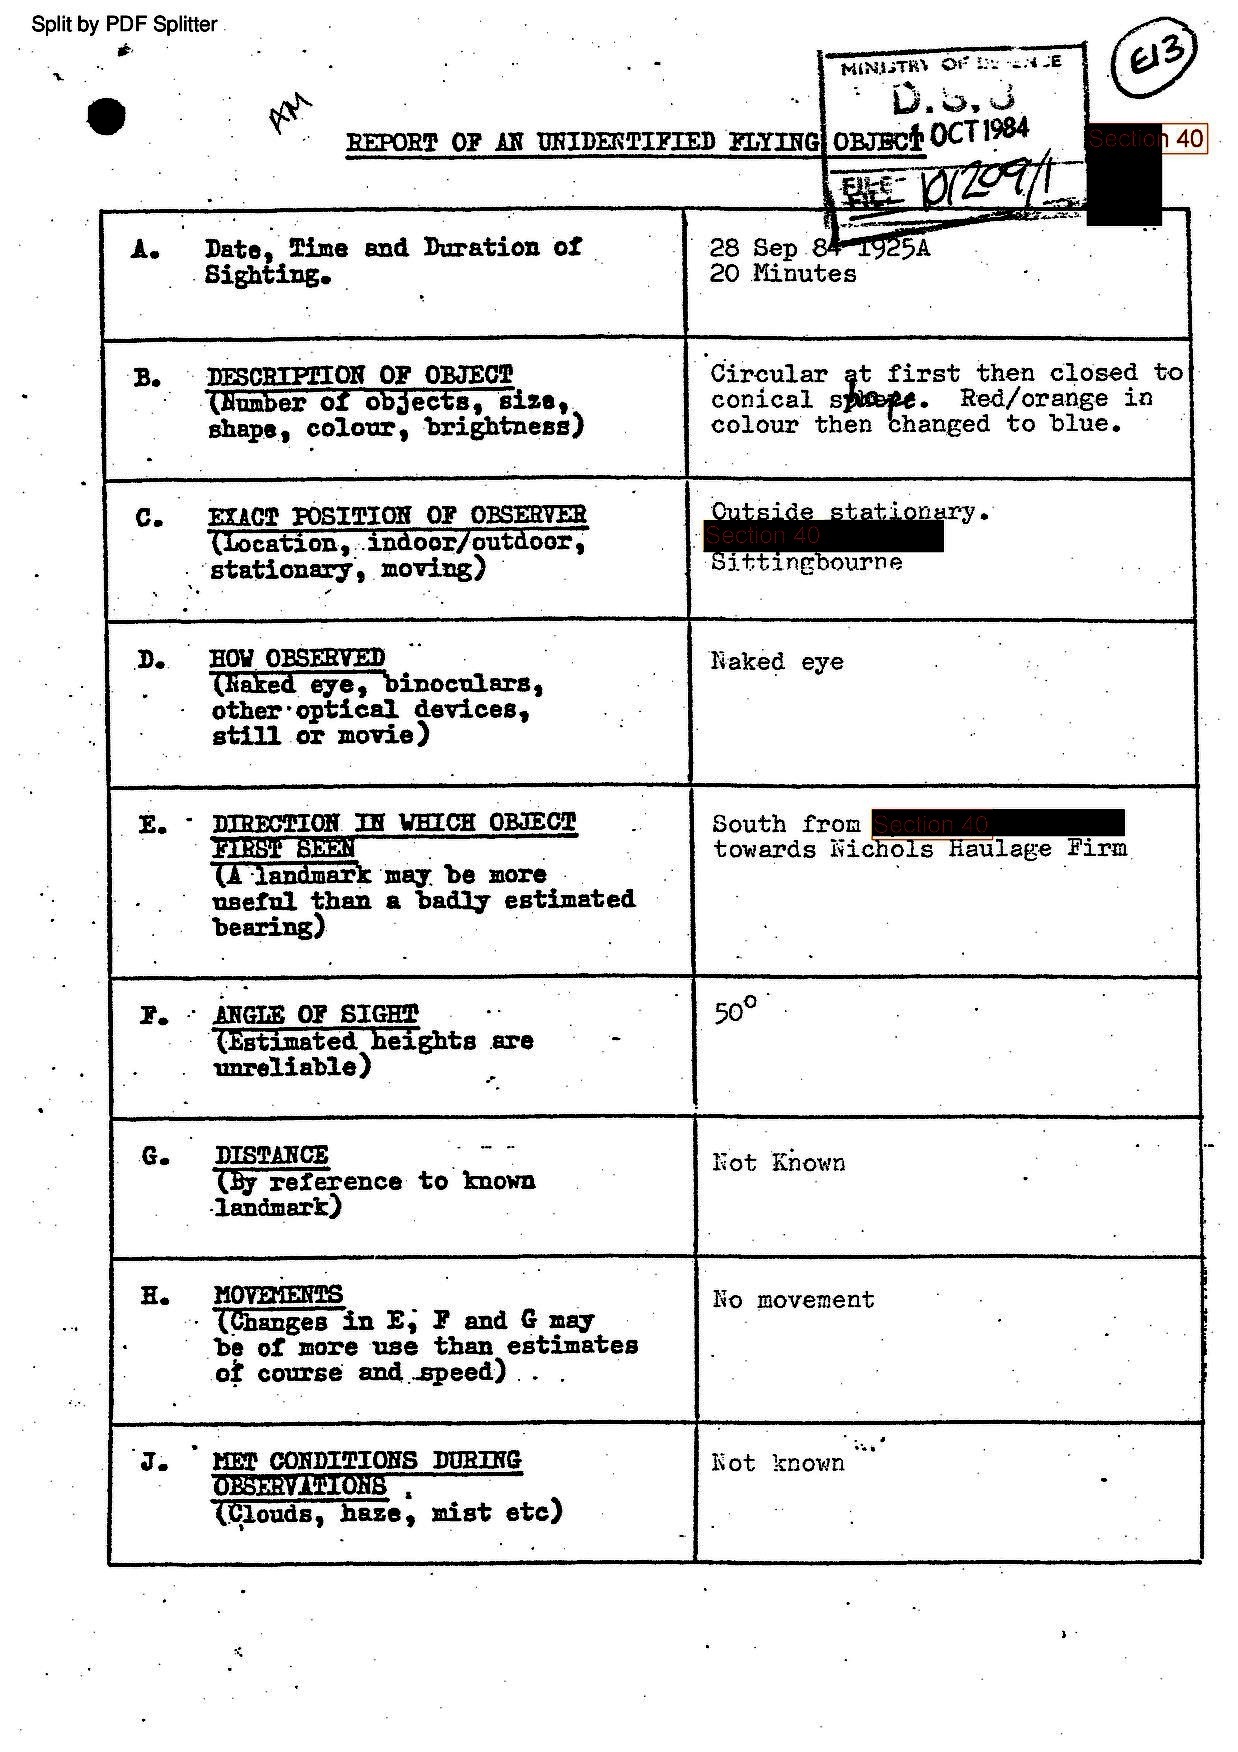 Split by PDF Splitter
E13
AM
MINISTRY OF
OCT 1984
Section 40
REPORT OF AN UNIDENTIFIED FLYING OBJECT
FILE
A. Date, Time and Duration of Sighting.
28 Sep 84 1925A
20 Minutes
B. DESCRIPTION OF OBJECT
(Number of objects, size,
shape, colour, brightness)
Circular at first then closed to
conical shape. Red/orange in
colour then changed to blue.
C. EXACT POSITION OF OBSERVER
(Location, indoor/outdoor,
stationary, moving)
Outside stationary.
Section 40
Sittingbourne
D. HOW OBSERVED
(Naked eye, binoculars,
other optical devices,
still or movie)
Naked eye
E. DIRECTION IN WHICH OBJECT
FIRST SEEN
(A landmark may be more
useful than a badly estimated
bearing)
South from Section 40
towards Nichols Haulage Firm
F. ANGLE OF SIGHT
(Estimated heights are
unreliable)
50°
G. DISTANCE
(By reference to known
landmark)
Not Known
H. MOVEMENTS
(Changes in E, F and G may
be of more use than estimates
of course and speed)
No movement
J. MET CONDITIONS DURING
OBSERVATIONS
(Clouds, haze, mist etc)
Not known